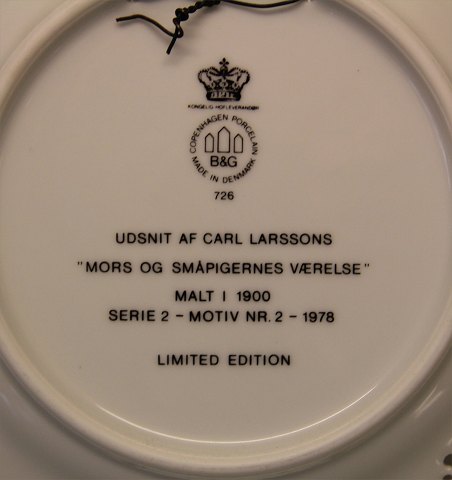 KONGELIG HOFLEVERANDØR
COPENHAGEN PORCELAIN
B&G
MADE IN DENMARK
726
UDSNIT AF CARL LARSSONS
"MORS OG SMÅPIGERNES VÆRELSE"
MALT I 1900
SERIE 2 – MOTIV NR. 2 – 1978
LIMITED EDITION